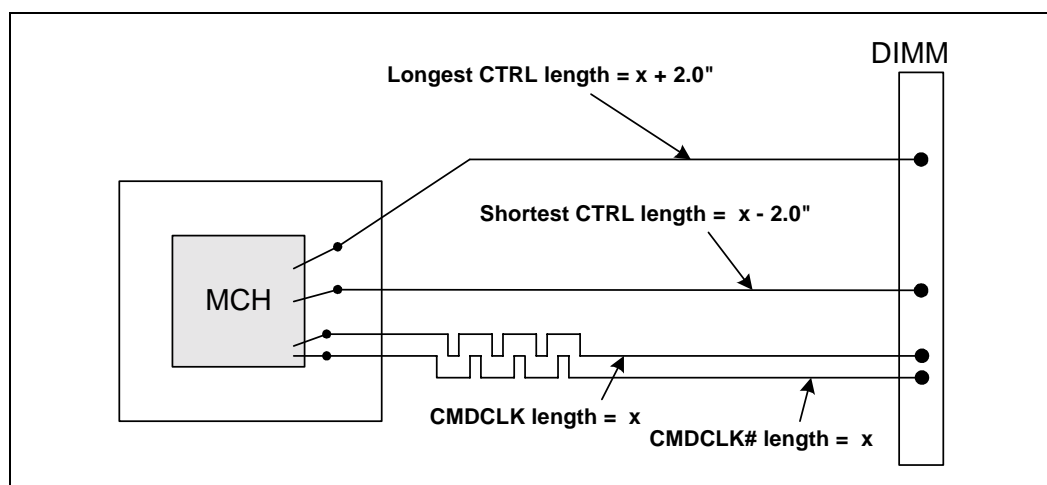 DIMM
Longest CTRL length = x + 2.0"
Shortest CTRL length = x - 2.0"
MCH
CMDCLK length = x
CMDCLK# length = x